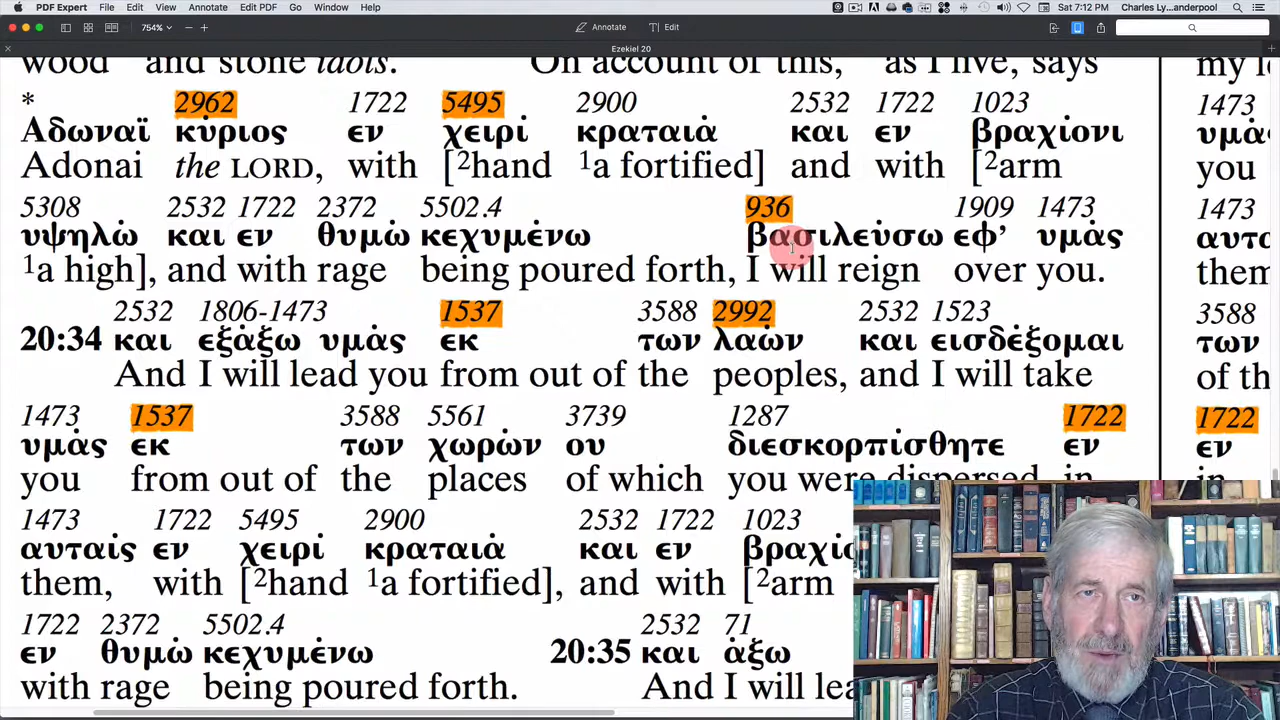 PDF Expert File Edit View Annotate Edit PDF Go Window Help Sat 7:12 PM Charles Ly...anderpool
754% Annotate Edit
Ezekiel 20
wood and stone idols. On account of this, as I live, says
* 2962 1722 5495 2900 2532 1722 1023
Αδωναϊ κύριος εν χειρί κραταιά και εν βραχίονι
Adonai the LORD, with [2hand 1a fortified] and with [2arm
5308 2532 1722 2372 5502.4 936 1909 1473
υψηλώ και εν θυμώ κεχυμένω βασιλεύσω εφ’ υμάς
1a high], and with rage being poured forth, I will reign over you.
2532 1806-1473 1537 3588 2992 2532 1523
20:34 και εξάξω υμάς εκ των λαών και εισδέξομαι
And I will lead you from out of the peoples, and I will take
1473 1537 3588 5561 3739 1287 1722
υμάς εκ των χωρών ου διεσκορπίσθητε εν
you from out of the places of which you were dispersed in
1473 1722 5495 2900 2532 1722 1023
αυταίς εν χειρί κραταιά και εν βραχίο
them, with [2hand 1a fortified], and with [2arm
1722 2372 5502.4 2532 71
εν θυμώ κεχυμένω 20:35 και άξω
with rage being poured forth. And I will lea
my l
1473
υμά
you
1473
αυτα
them
3588
των
of th
1722
εν
in